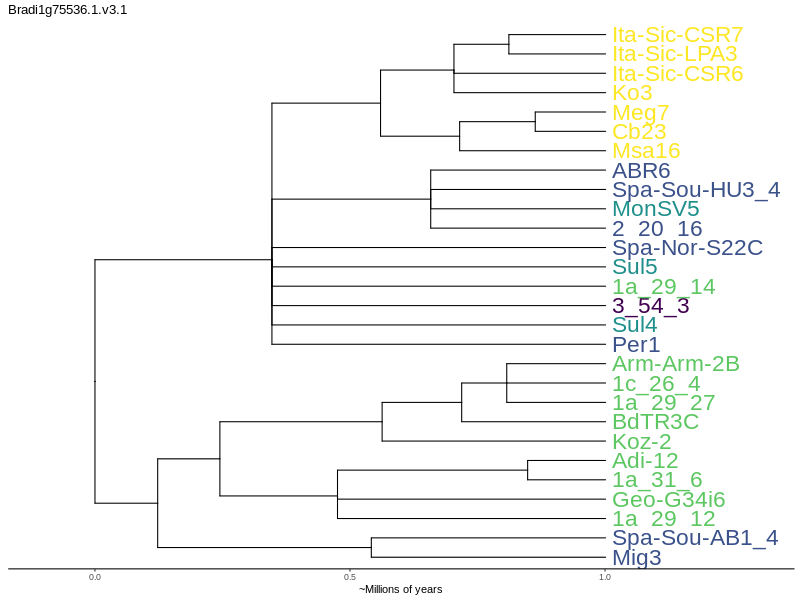 Bradi1g75536.1.v3.1
Ita-Sic-CSR7
Ita-Sic-LPA3
Ita-Sic-CSR6
Ko3
Meg7
Cb23
Msa16
ABR6
Spa-Sou-HU3_4
MonSV5
2_20_16
Spa-Nor-S22C
Sul5
1a_29_14
3_54_3
Sul4
Per1
Arm-Arm-2B
1c_26_4
1a_29_27
BdTR3C
Koz-2
Adi-12
1a_31_6
Geo-G34i6
1a_29_12
Spa-Sou-AB1_4
Mig3
0.0 0.5 1.0
~Millions of years